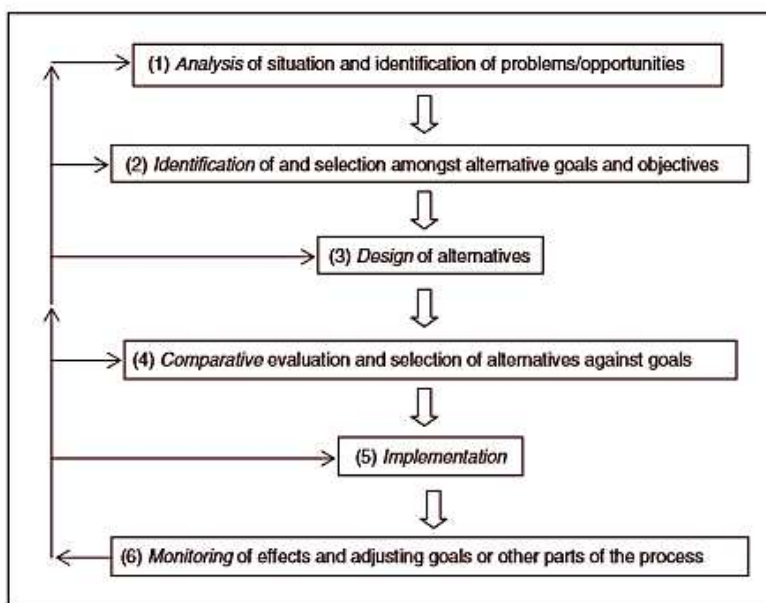 (1) Analysis of situation and identification of problems/opportunities
(2) Identification of and selection amongst alternative goals and objectives
(3) Design of alternatives
(4) Comparative evaluation and selection of alternatives against goals
(5) Implementation
(6) Monitoring of effects and adjusting goals or other parts of the process